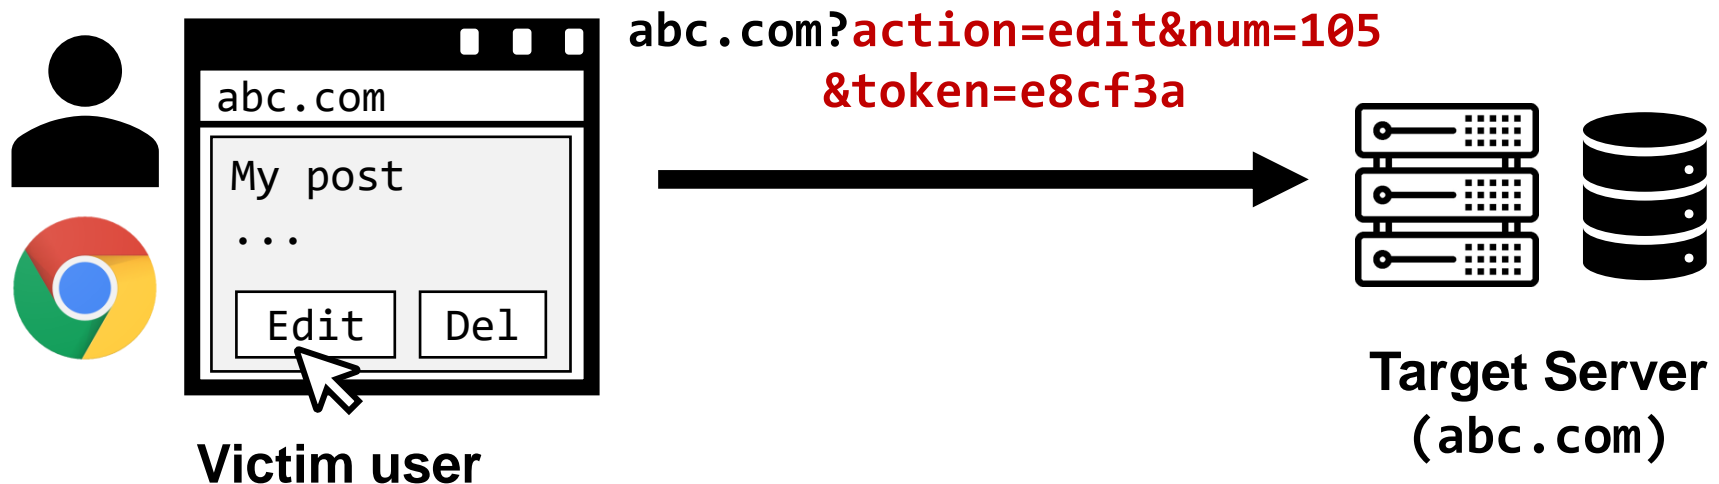 abc.com?action=edit&num=105
&token=e8cf3a
abc.com
My post
...
Edit Del
Victim user
Target Server
(abc.com)